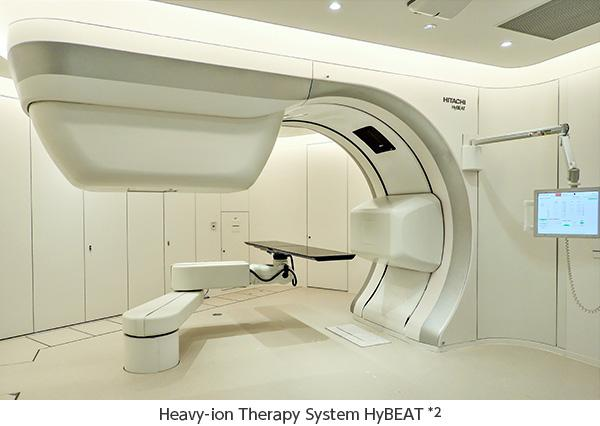 HITACHI
HyBEAT
Heavy-ion Therapy System HyBEAT *2